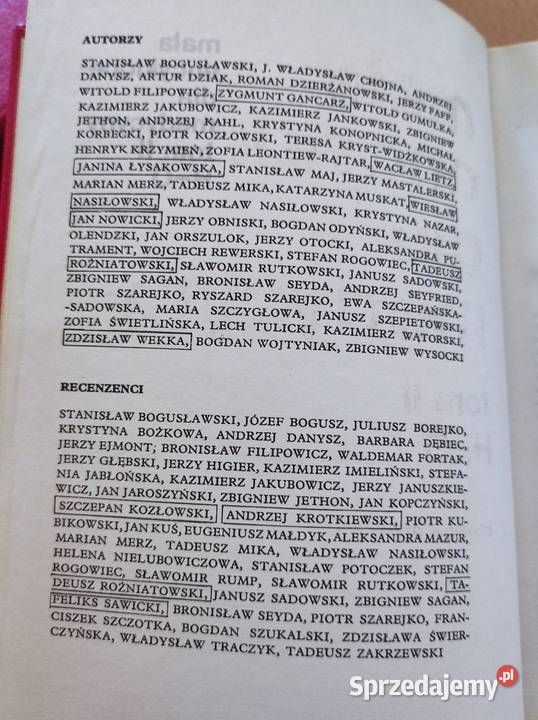 AUTORZY
STANISŁAW BOGUSŁAWSKI, J. WŁADYSŁAW CHOJNA, ANDRZEJ
DANYSZ, ARTUR DZIAK, ROMAN DZIERŻANOWSKI, JERZY FAFF,
WITOLD FILIPOWICZ, ZYGMUNT GANCARZ, WITOLD GUMUŁKA,
KAZIMIERZ JAKUBOWICZ, KAZIMIERZ JANKOWSKI, ZBIGNIEW
JETHON, ANDRZEJ KAHL, KRYSTYNA KONOPNICKA, MICHAŁ
KORBECKI, PIOTR KOZŁOWSKI, TERESA KRYST-WIDŹKOWSKA,
HENRYK KRZYMIEŃ, ZOFIA LEONTIEW-RAJTAR, WACŁAW LIETZ,
JANINA ŁYSAKOWSKA, STANISŁAW MAJ, JERZY MASTALERSKI,
MARIAN MERZ, TADEUSZ MIKA, KATARZYNA MUSKAT, WIESŁAW
NASIŁOWSKI, WŁADYSŁAW NASIŁOWSKI, KRYSTYNA NAZAR,
JAN NOWICKI, JERZY OBNISKI, BOGDAN ODYŃSKI, WŁADYSŁAW
OLENDZKI, JAN ORSZULOK, JERZY OTOCKI, ALEKSANDRA PU-
TRAMENT, WOJCIECH REWERSKI, STEFAN ROGOWIEC, TADEUSZ
ROŻNIATOWSKI, SŁAWOMIR RUTKOWSKI, JANUSZ SADOWSKI,
ZBIGNIEW SAGAN, BRONISŁAW SEYDA, ANDRZEJ SEYFRIED,
PIOTR SZAREJKO, RYSZARD SZAREJKO, EWA SZCZEPAŃSKA-
-SADOWSKA, MARIA SZCZYGŁOWA, JANUSZ SZEPIETOWSKI,
ZOFIA ŚWIETLIŃSKA, LECH TULICKI, KAZIMIERZ WĄTORSKI,
ZDZISŁAW WEKKA, BOGDAN WOJTYNIAK, ZBIGNIEW WYSOCKI
RECENZENCI
STANISŁAW BOGUSŁAWSKI, JÓZEF BOGUSZ, JULIUSZ BOREJKO,
KRYSTYNA BOŻKOWA, ANDRZEJ DANYSZ, BARBARA DĘBIEC,
JERZY EJMONT; BRONISŁAW FILIPOWICZ, WALDEMAR FORTAK,
JERZY GŁĘBSKI, JERZY HIGIER, KAZIMIERZ IMIELIŃSKI, STEFA-
NIA JABŁOŃSKA, KAZIMIERZ JAKUBOWICZ, JERZY JANUSZKIE-
WICZ, JAN JAROSZYŃSKI, ZBIGNIEW JETHON, JAN KOPCZYŃSKI,
SZCZEPAN KOZŁOWSKI, ANDRZEJ KROTKIEWSKI, PIOTR KU-
BIKOWSKI, JAN KUŚ, EUGENIUSZ MAŁDYK, ALEKSANDRA MAZUR,
MARIAN MERZ, TADEUSZ MIKA, WŁADYSŁAW NASIŁOWSKI,
HELENA NIELUBOWICZOWA, STANISŁAW POTOCZEK, STEFAN
ROGOWIEC, SŁAWOMIR RUMP, SŁAWOMIR RUTKOWSKI, TA-
DEUSZ ROŻNIATOWSKI, JANUSZ SADOWSKI, ZBIGNIEW SAGAN,
FELIKS SAWICKI, BRONISŁAW SEYDA, PIOTR SZAREJKO, FRAN-
CISZEK SZCZOTKA, BOGDAN SZUKALSKI, ZDZISŁAWA ŚWIER-
CZYŃSKA, WŁADYSŁAW TRACZYK, TADEUSZ ZAKRZEWSKI
Sprzedajemy.pl